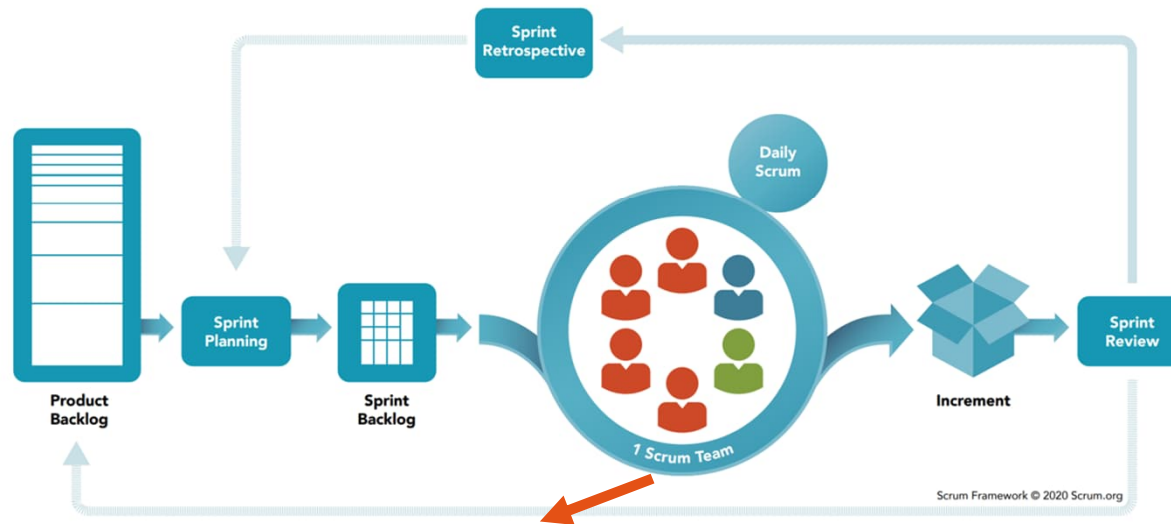 Sprint
Retrospective
Daily
Scrum
Sprint
Planning
Sprint
Review
Product
Backlog
Sprint
Backlog
Increment
1 Scrum Team
Scrum Framework © 2020 Scrum.org